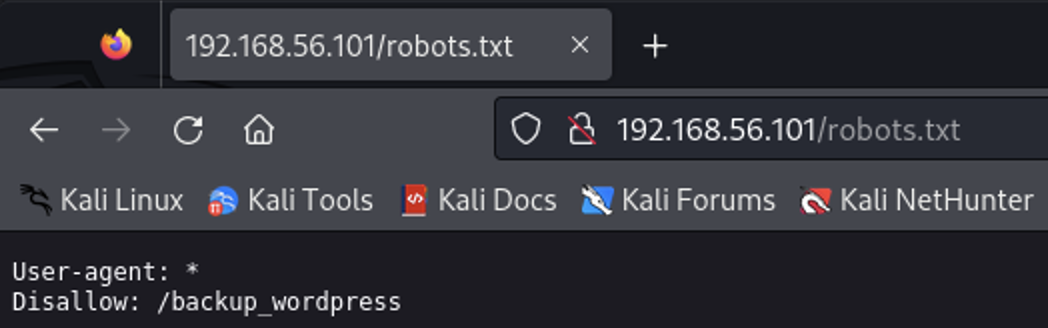 192.168.56.101/robots.txt
192.168.56.101/robots.txt
Kali Linux Kali Tools Kali Docs Kali Forums Kali NetHunter
User-agent: *
Disallow: /backup_wordpress